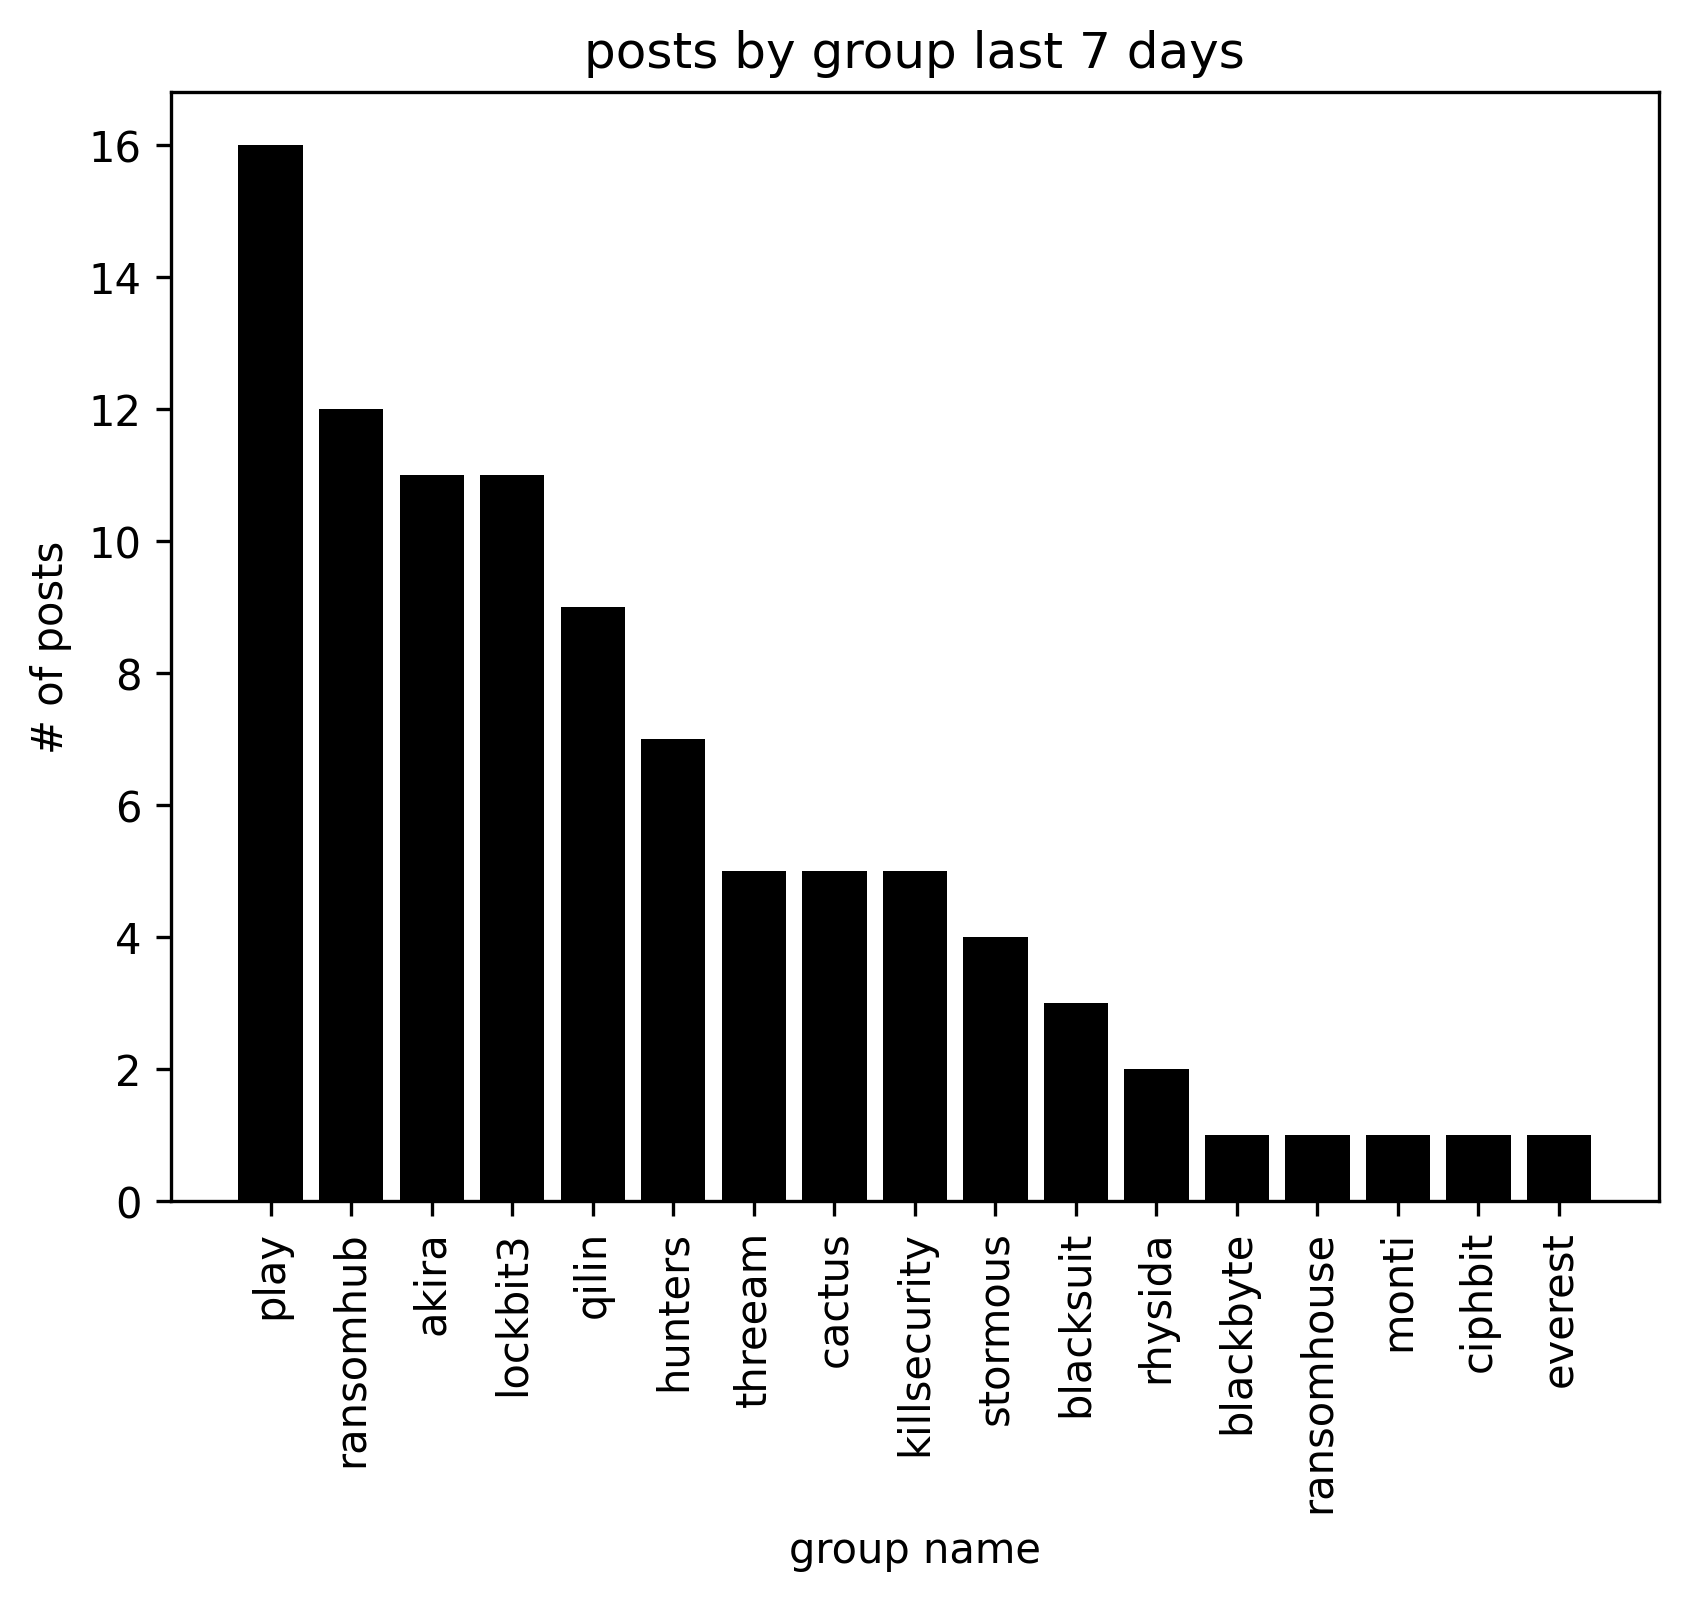 posts by group last 7 days
# of posts
16
14
12
10
8
6
4
2
0
play
ransomhub
akira
lockbit3
qilin
hunters
threeam
cactus
killsecurity
stormous
blacksuit
rhysida
blackbyte
ransomhouse
monti
ciphbit
everest
group name